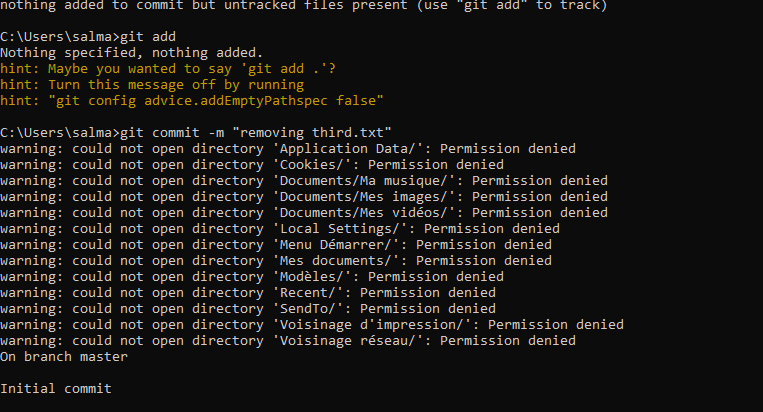 nothing added to commit but untracked files present (use "git add" to track)
C:\Users\salma>git add
Nothing specified, nothing added.
hint: Maybe you wanted to say 'git add .'?
hint: Turn this message off by running
hint: "git config advice.addEmptyPathspec false"
C:\Users\salma>git commit -m "removing third.txt"
warning: could not open directory 'Application Data/': Permission denied
warning: could not open directory 'Cookies/': Permission denied
warning: could not open directory 'Documents/Ma musique/': Permission denied
warning: could not open directory 'Documents/Mes images/': Permission denied
warning: could not open directory 'Documents/Mes vidéos/': Permission denied
warning: could not open directory 'Local Settings/': Permission denied
warning: could not open directory 'Menu Démarrer/': Permission denied
warning: could not open directory 'Mes documents/': Permission denied
warning: could not open directory 'Modèles/': Permission denied
warning: could not open directory 'Recent/': Permission denied
warning: could not open directory 'SendTo/': Permission denied
warning: could not open directory 'Voisinage d'impression/': Permission denied
warning: could not open directory 'Voisinage réseau/': Permission denied
On branch master
Initial commit